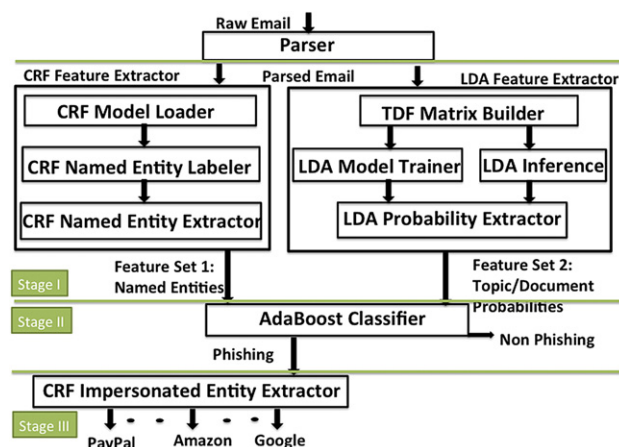 Raw Email
Parser
CRF Feature Extractor
Parsed Email
LDA Feature Extractor
CRF Model Loader
CRF Named Entity Labeler
CRF Named Entity Extractor
TDF Matrix Builder
LDA Model Trainer
LDA Inference
LDA Probability Extractor
Feature Set 1:
Named Entities
Feature Set 2:
Topic/Document
Probabilities
Stage I
Stage II
AdaBoost Classifier
Non Phishing
Phishing
CRF Impersonated Entity Extractor
Stage III
PayPal
Amazon
Google